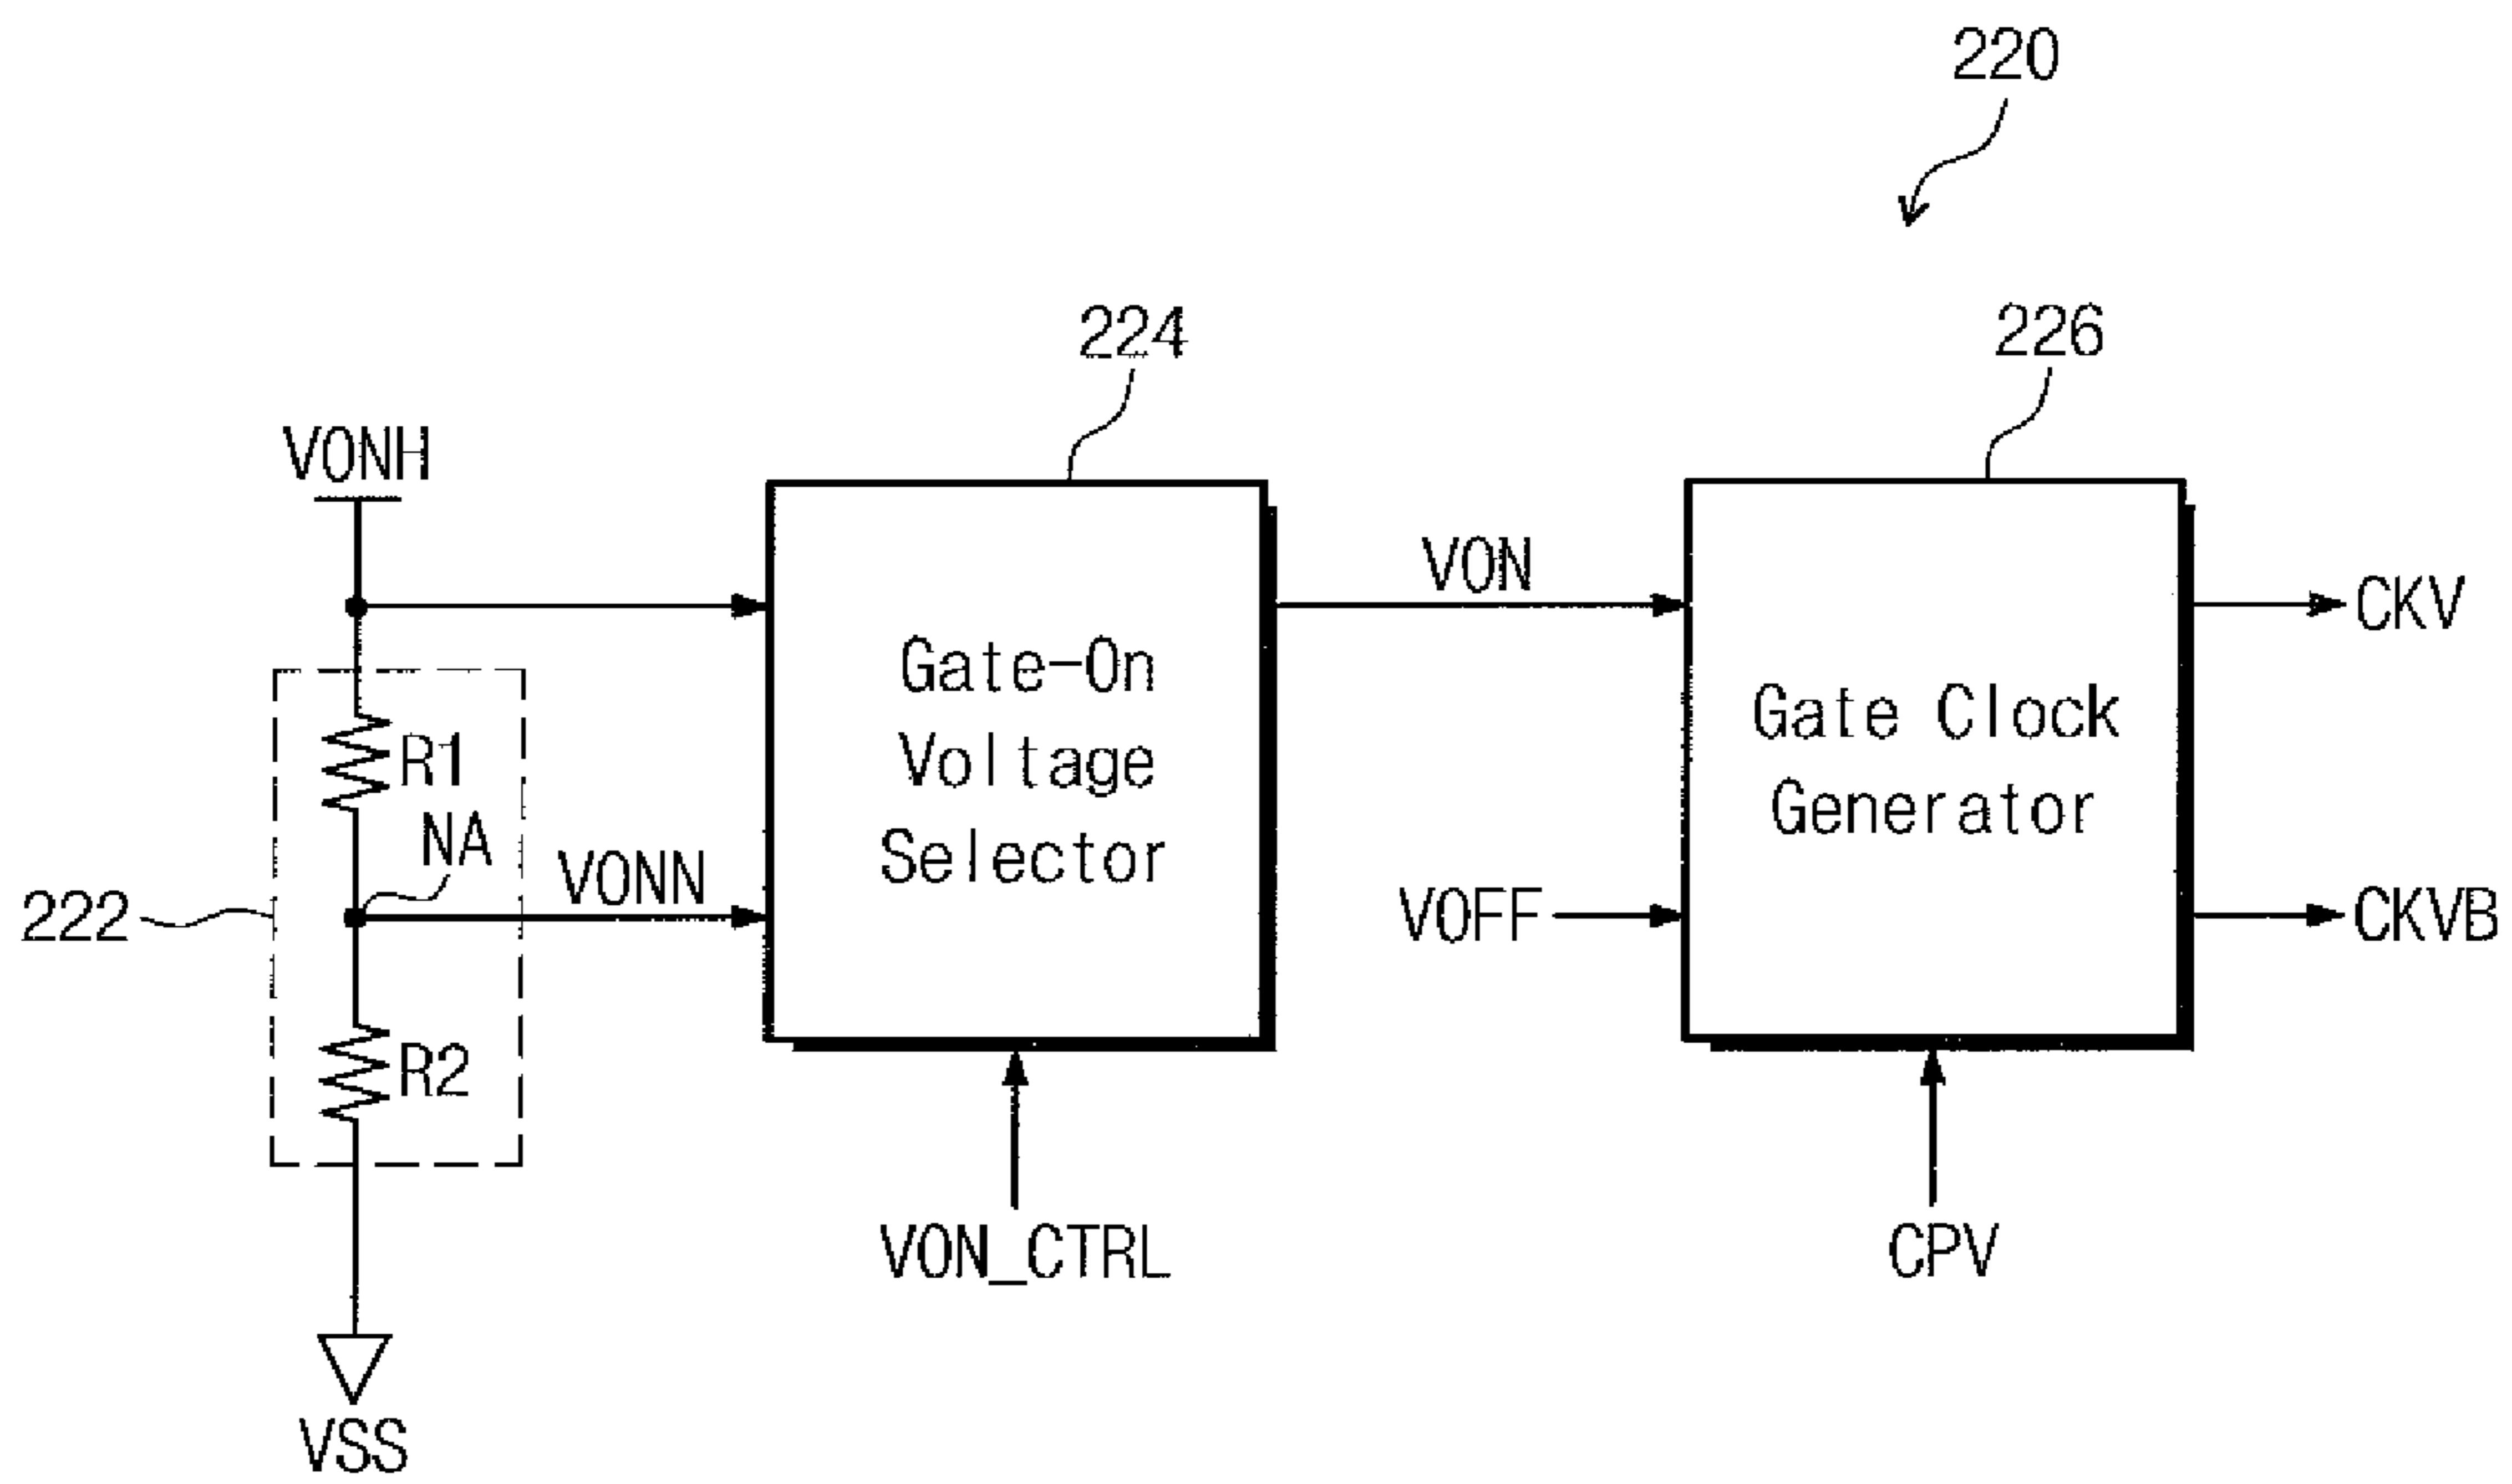 220
224
226
VONH
VON
CKV
Gate-On
Voltage
Selector
Gate Clock
Generator
R1
NA
VONN
222
VOFF
CKVB
R2
VON_CTRL
CPV
VSS